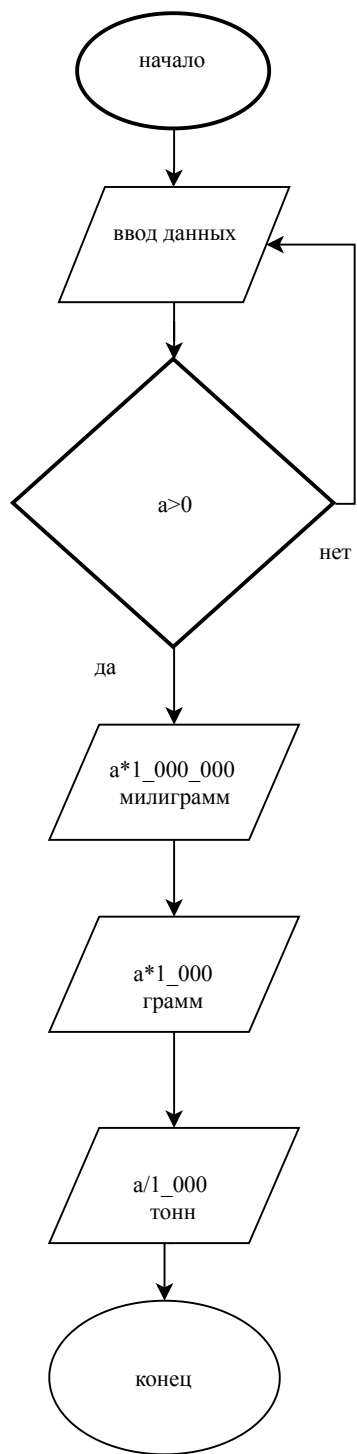 начало
ввод данных
a>0
нет
да
a*1_000_000
милиграмм
a*1_000
грамм
a/1_000
тонн
конец